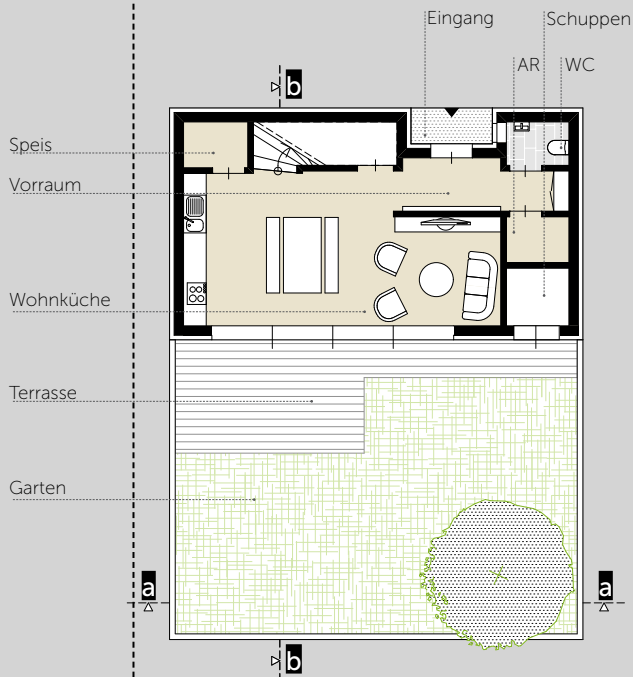 Eingang
Schuppen
AR
WC
b
Speis
Vorraum
Wohnküche
Terrasse
Garten
a
a
b